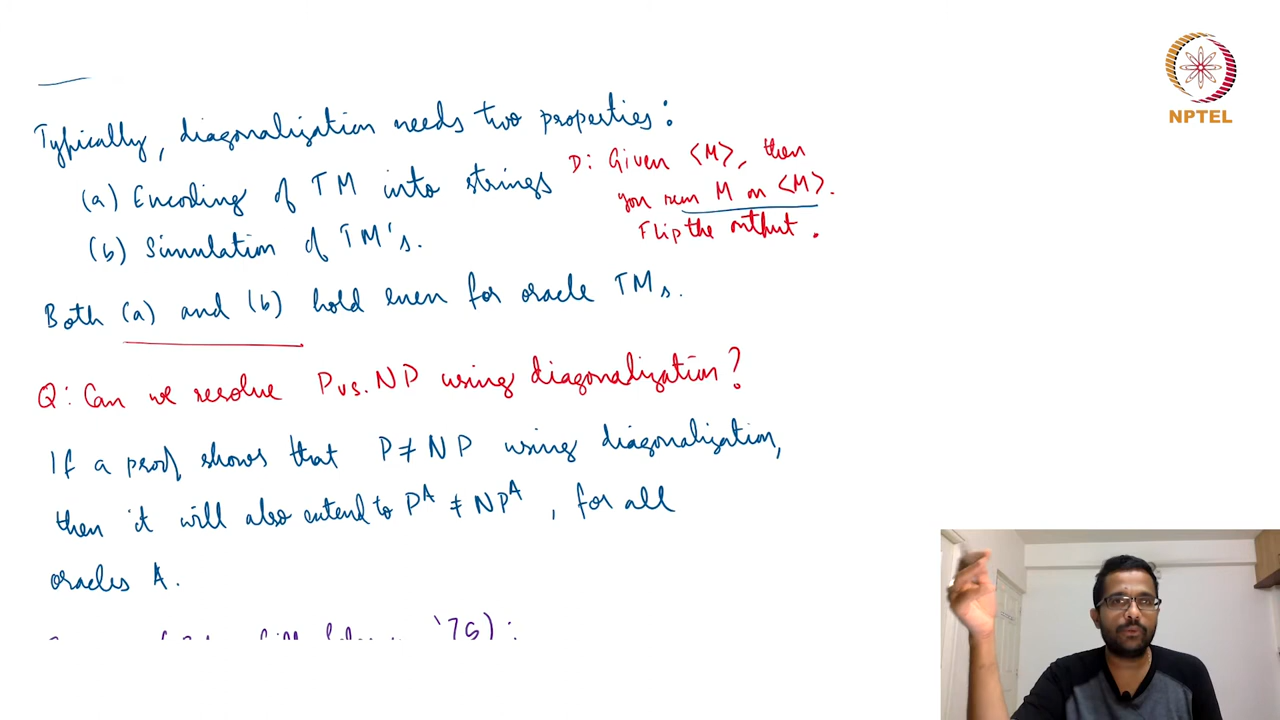 Typically, diagonalization needs two properties:
(a) Encoding of TM into strings
(b) Simulation of TM's.
D: Given <M>, then
you run M on <M>.
Flip the output.
Both (a) and (b) hold even for oracle TMs.
Q: Can we resolve P vs. NP using diagonalization?
If a proof shows that P ≠ NP using diagonalization,
then it will also extend to P^A ≠ NP^A, for all
oracles A.
'75):
NPTEL